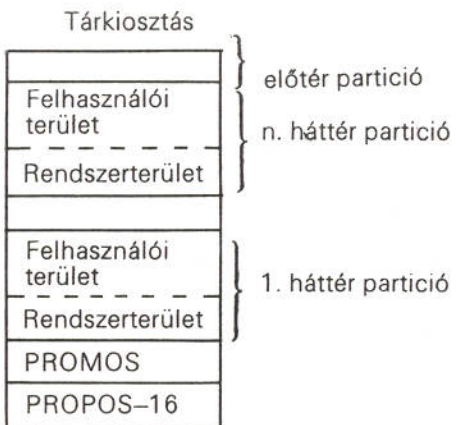 Tárkiosztás
előtér partició
Felhasználói
terület
n. háttér partició
Rendszerterület
Felhasználói
terület
1. háttér partició
Rendszerterület
PROMOS
PROPOS–16